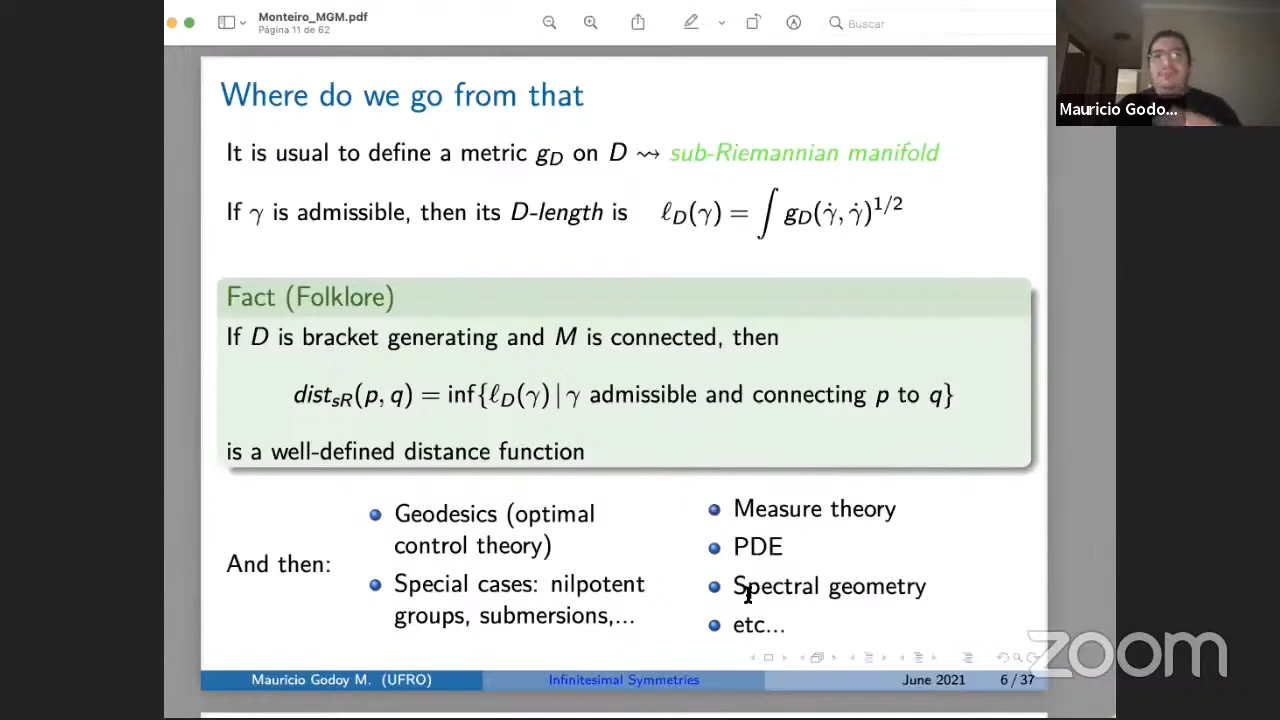 Monteiro_MGM.pdf
Página 11 de 62
Buscar
Mauricio Godo...
Where do we go from that
It is usual to define a metric g_D on D ⇝ sub-Riemannian manifold
If γ is admissible, then its D-length is ℓ_D(γ) = ∫ g_D(γ̇, γ̇)^{1/2}
Fact (Folklore)
If D is bracket generating and M is connected, then
dist_{sR}(p, q) = inf{ℓ_D(γ) | γ admissible and connecting p to q}
is a well-defined distance function
And then:
Geodesics (optimal
control theory)
Special cases: nilpotent
groups, submersions,...
Measure theory
PDE
Spectral geometry
etc...
zoom
Mauricio Godoy M. (UFRO)
Infinitesimal Symmetries
June 2021
6 / 37